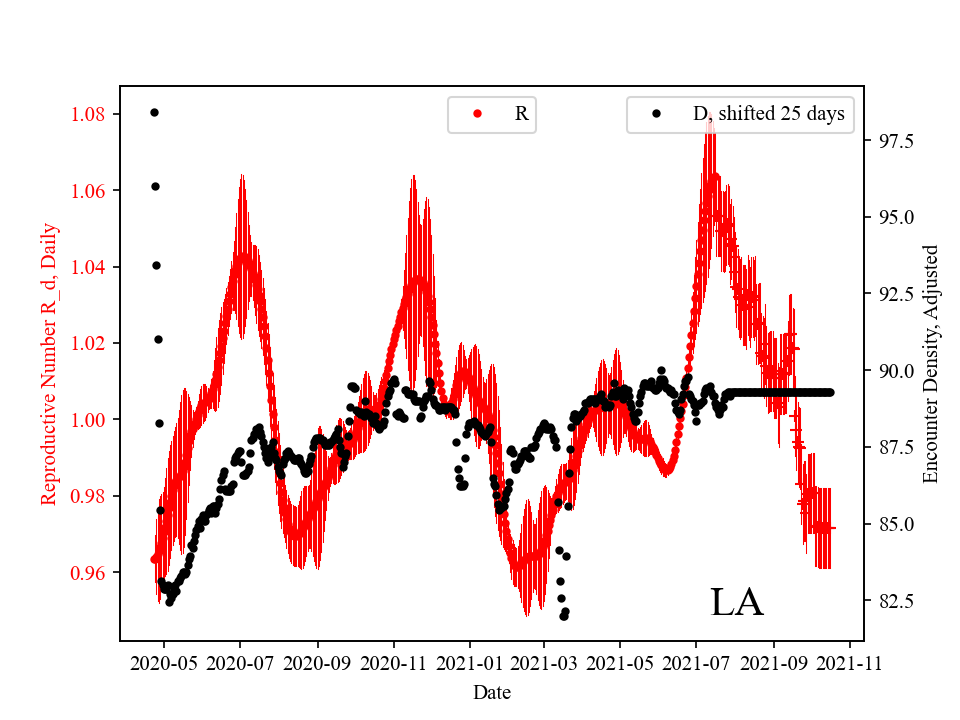 R
D, shifted 25 days
1.08
1.06
1.04
1.02
1.00
0.98
0.96
Reproductive Number R_d, Daily
97.5
95.0
92.5
90.0
87.5
85.0
82.5
Encounter Density, Adjusted
LA
2020-05 2020-07 2020-09 2020-11 2021-01 2021-03 2021-05 2021-07 2021-09 2021-11
Date